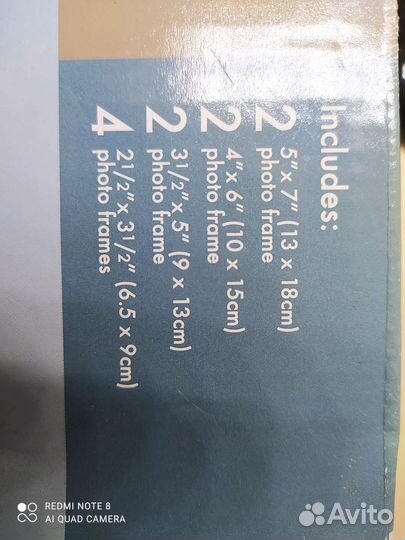 Includes:
2 5"x 7" (13 x 18cm)
photo frame
2 4"x 6" (10 x 15cm)
photo frame
2 31/2"x 5" (9 x 13cm)
photo frame
4 21/2"x 31/2" (6.5 x 9cm)
photo frames
REDMI NOTE 8
AI QUAD CAMERA
Avito